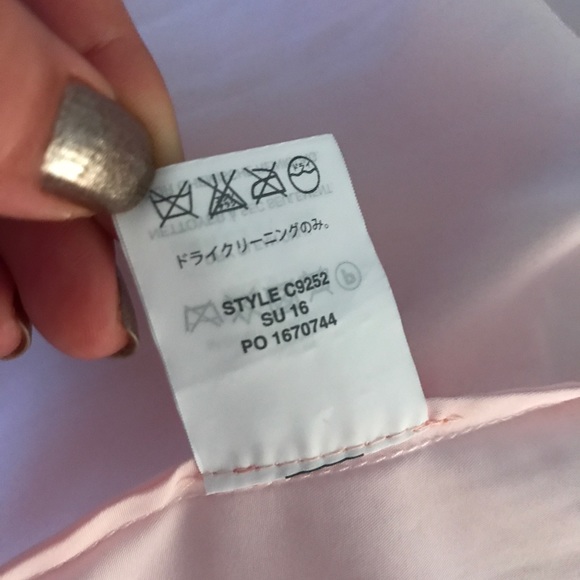 ドライ
ドライクリーニングのみ。
STYLE C9252
SU 16
PO 1670744